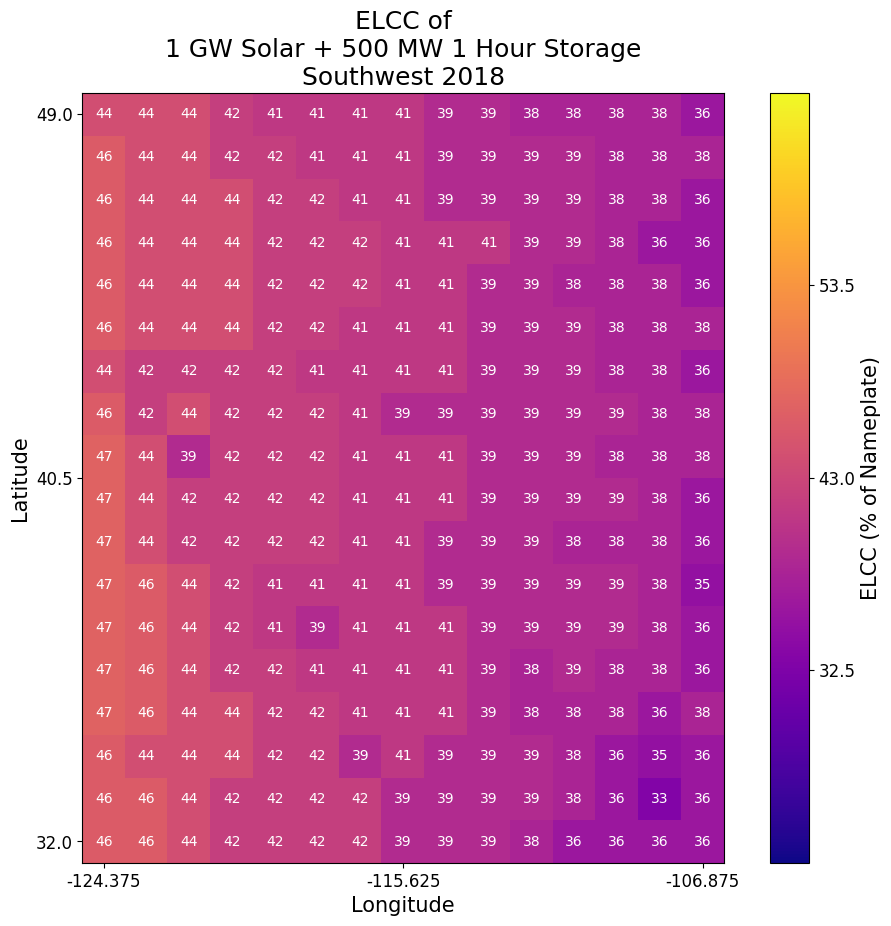 ELCC of
1 GW Solar + 500 MW 1 Hour Storage
Southwest 2018
49.0 44 44 44 42 41 41 41 41 39 39 38 38 38 38 36
46 44 44 42 42 41 41 41 39 39 39 39 38 38 38
46 44 44 44 42 42 41 41 39 39 39 39 38 38 36
46 44 44 44 42 42 42 41 41 41 39 39 38 36 36
46 44 44 44 42 42 42 41 41 39 39 38 38 38 36
53.5
46 44 44 44 42 42 41 41 41 39 39 39 38 38 38
44 42 42 42 42 41 41 41 41 39 39 39 38 38 36
46 42 44 42 42 42 41 39 39 39 39 39 39 38 38
47 44 39 42 42 42 41 41 41 39 39 39 38 38 38
40.5
43.0
47 44 42 42 42 42 41 41 41 39 39 39 39 38 36
47 44 42 42 42 42 41 41 39 39 39 38 38 38 36
47 46 44 42 41 41 41 41 39 39 39 39 39 38 35
47 46 44 42 41 39 41 41 41 39 39 39 39 38 36
47 46 44 42 42 41 41 41 41 39 38 39 38 38 36
32.5
47 46 44 44 42 42 41 41 41 39 38 38 38 36 38
46 44 44 44 42 42 39 41 39 39 39 38 36 35 36
46 46 44 42 42 42 42 39 39 39 39 38 36 33 36
32.0 46 46 44 42 42 42 42 39 39 39 38 36 36 36 36
-124.375 -115.625 -106.875
Longitude
Latitude
ELCC (% of Nameplate)